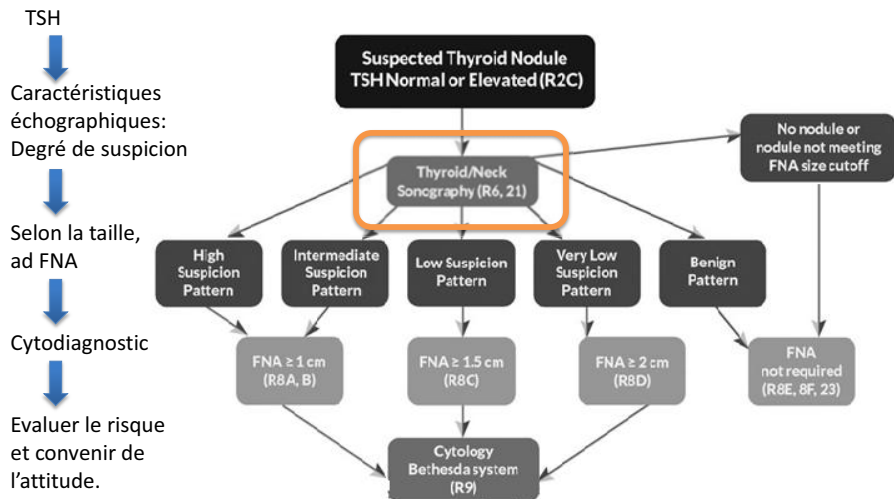 TSH
Caractéristiques
échographiques:
Degré de suspicion
Selon la taille,
ad FNA
Cytodiagnostic
Evaluer le risque
et convenir de
l’attitude.
Suspected Thyroid Nodule
TSH Normal or Elevated (R2C)
No nodule or
nodule not meeting
FNA size cutoff
Thyroid/Neck
Sonography (R6, 21)
High
Suspicion
Pattern
Intermediate
Suspicion
Pattern
Low Suspicion
Pattern
Very Low
Suspicion
Pattern
Benign
Pattern
FNA ≥ 1 cm
(R8A, B)
FNA ≥ 1.5 cm
(R8C)
FNA ≥ 2 cm
(R8D)
FNA
not required
(R8E, 8F, 23)
Cytology
Bethesda system
(R9)